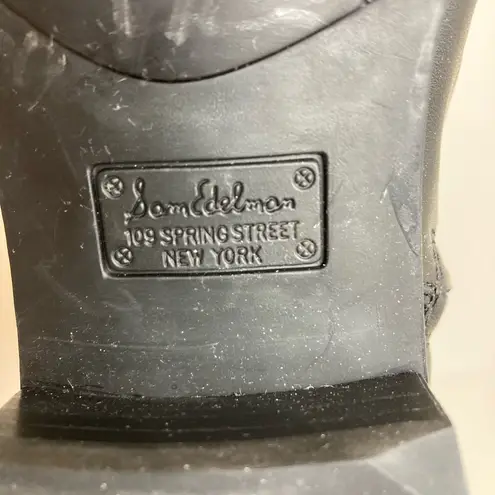 Sam Edelman
109 SPRING STREET
NEW YORK